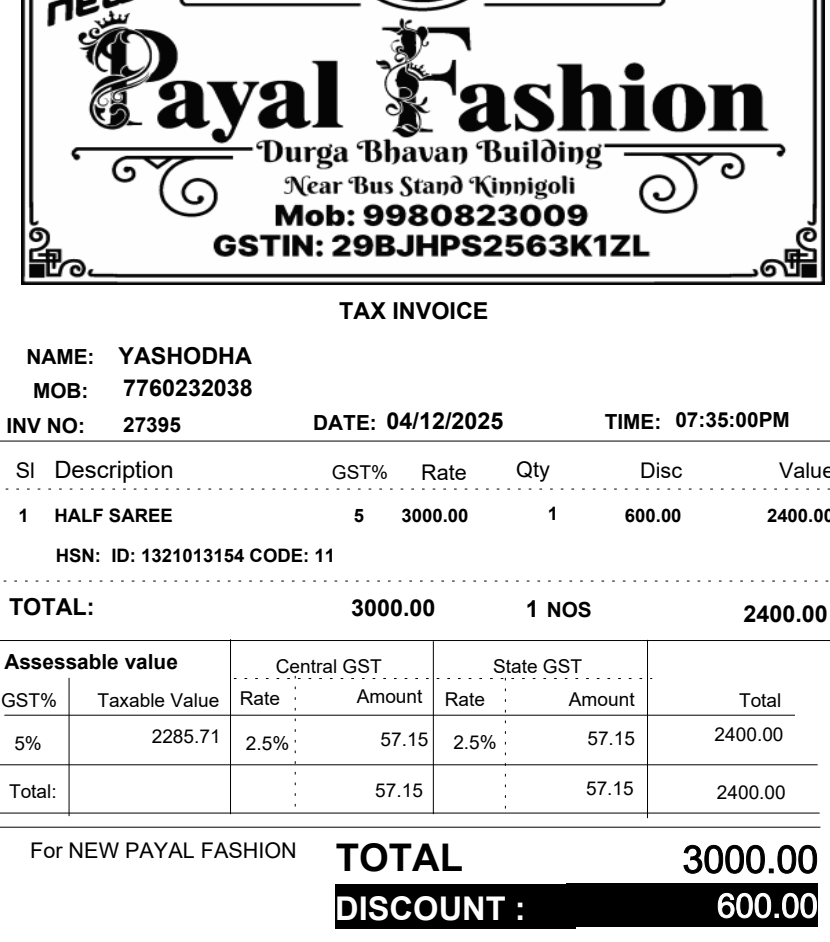 new
Payal Fashion
Durga Bhavan Building
Near Bus Stand Kinnigoli
Mob: 9980823009
GSTIN: 29BJHPS2563K1ZL
TAX INVOICE
NAME: YASHODHA
MOB: 7760232038
INV NO: 27395 DATE: 04/12/2025 TIME: 07:35:00PM
Sl Description GST% Rate Qty Disc Value
1 HALF SAREE 5 3000.00 1 600.00 2400.00
HSN: ID: 1321013154 CODE: 11
TOTAL: 3000.00 1 NOS 2400.00
Assessable value Central GST State GST
GST% Taxable Value Rate Amount Rate Amount Total
5% 2285.71 2.5% 57.15 2.5% 57.15 2400.00
Total: 57.15 57.15 2400.00
For NEW PAYAL FASHION TOTAL 3000.00
DISCOUNT : 600.00